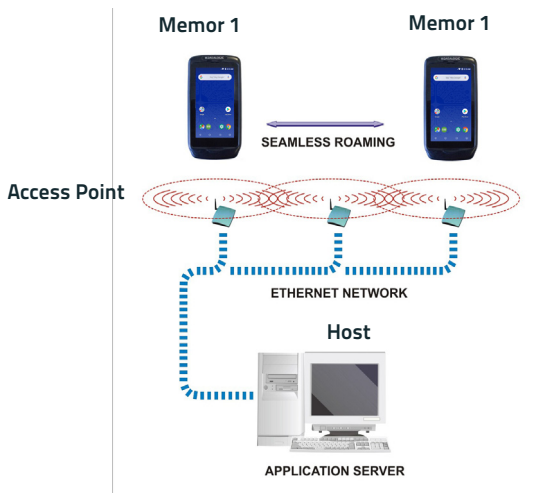 Memor 1
Memor 1
SEAMLESS ROAMING
Access Point
ETHERNET NETWORK
Host
APPLICATION SERVER